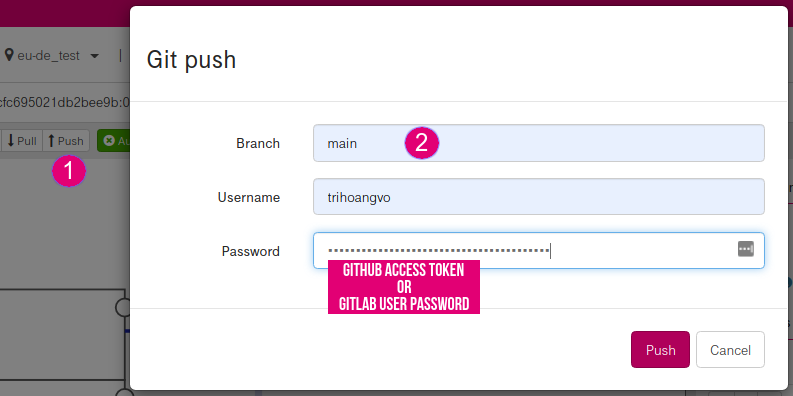 Git push
eu-de_test
cfc695021db2bee9b:0
Pull Push Au
1
Branch main 2
Username trihoangvo
Password
GITHUB ACCESS TOKEN
OR
GITLAB USER PASSWORD
Push Cancel